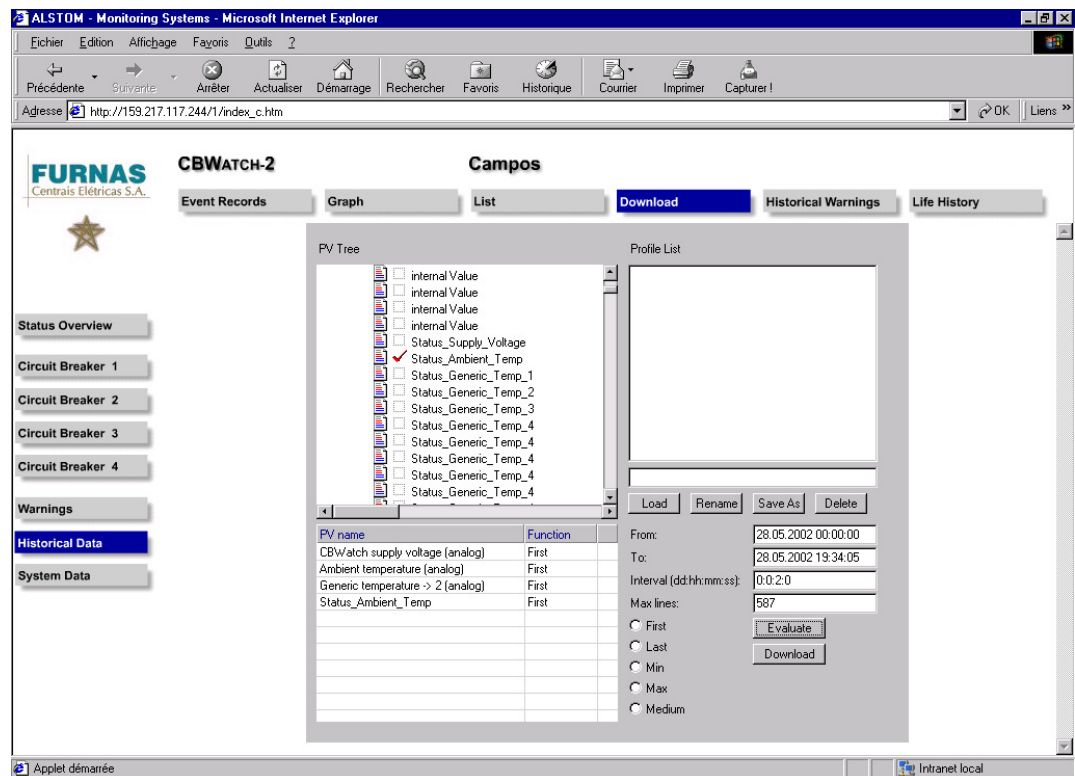 ALSTOM - Monitoring Systems - Microsoft Internet Explorer
Fichier Edition Affichage Favoris Outils ?
Précédente Suivante Arrêter Actualiser Démarrage Rechercher Favoris Historique Courrier Imprimer Capturer !
Adresse http://159.217.117.244/1/index_c.htm OK Liens »
FURNAS
Centrais Elétricas S.A.
CBWATCH-2 Campos
Event Records Graph List Download Historical Warnings Life History
Status Overview
Circuit Breaker 1
Circuit Breaker 2
Circuit Breaker 3
Circuit Breaker 4
Warnings
Historical Data
System Data
PV Tree
internal Value
internal Value
internal Value
internal Value
Status_Supply_Voltage
Status_Ambient_Temp
Status_Generic_Temp_1
Status_Generic_Temp_2
Status_Generic_Temp_3
Status_Generic_Temp_4
Status_Generic_Temp_4
Status_Generic_Temp_4
Status_Generic_Temp_4
Status_Generic_Temp_4
PV name Function
CBWatch supply voltage (analog) First
Ambient temperature (analog) First
Generic temperature -> 2 (analog) First
Status_Ambient_Temp First
Profile List
Load Rename Save As Delete
From: 28.05.2002 00:00:00
To: 28.05.2002 19:34:05
Interval (dd:hh:mm:ss): 0:0:2:0
Max lines: 587
First Evaluate
Last Download
Min
Max
Medium
Applet démarrée Intranet local